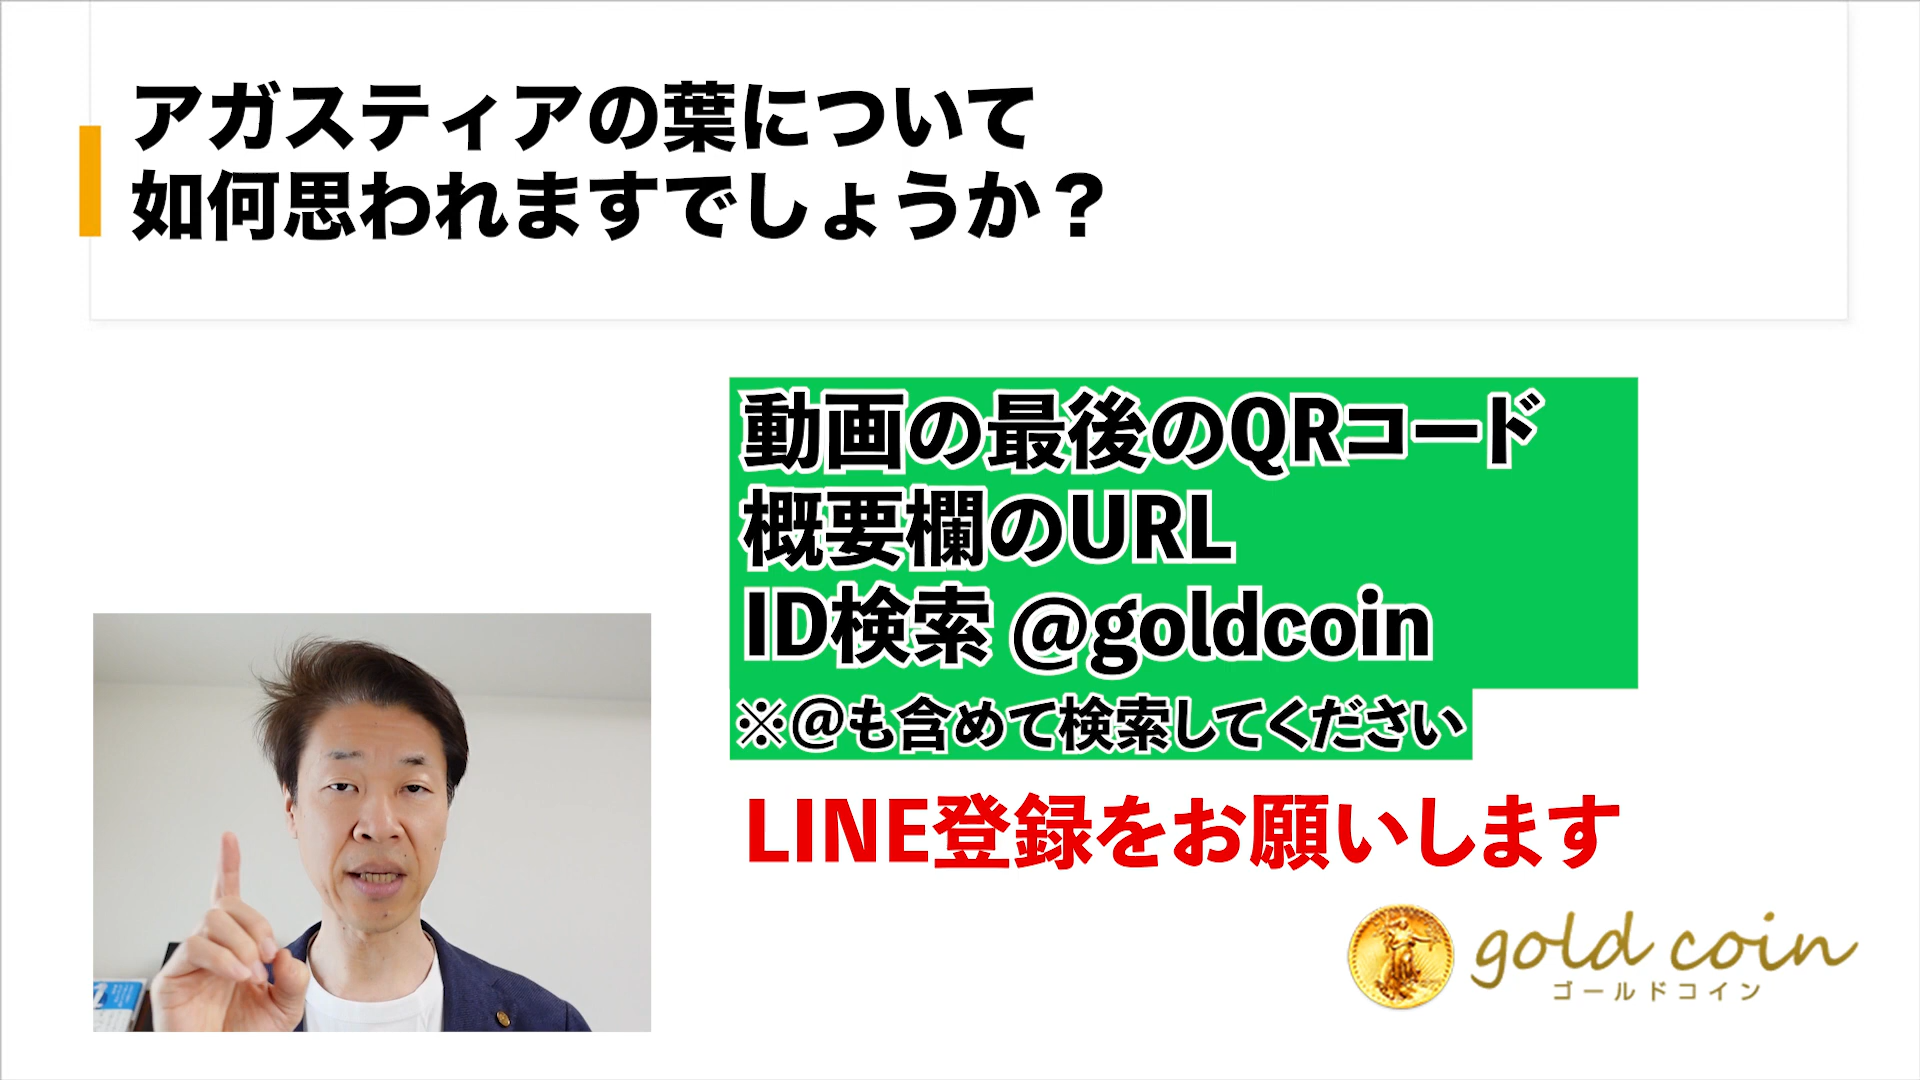 アガスティアの葉について
如何思われますでしょうか？
動画の最後のQRコード
概要欄のURL
ID検索 @goldcoin
※@も含めて検索してください
LINE登録をお願いします
gold coin
ゴールドコイン